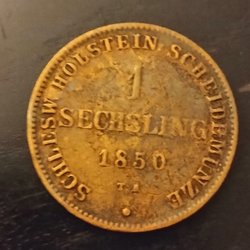 SCHLESW. HOLSTEIN. SCHEIDEMÜNZE
1
SECHSLING
1850
T.A.